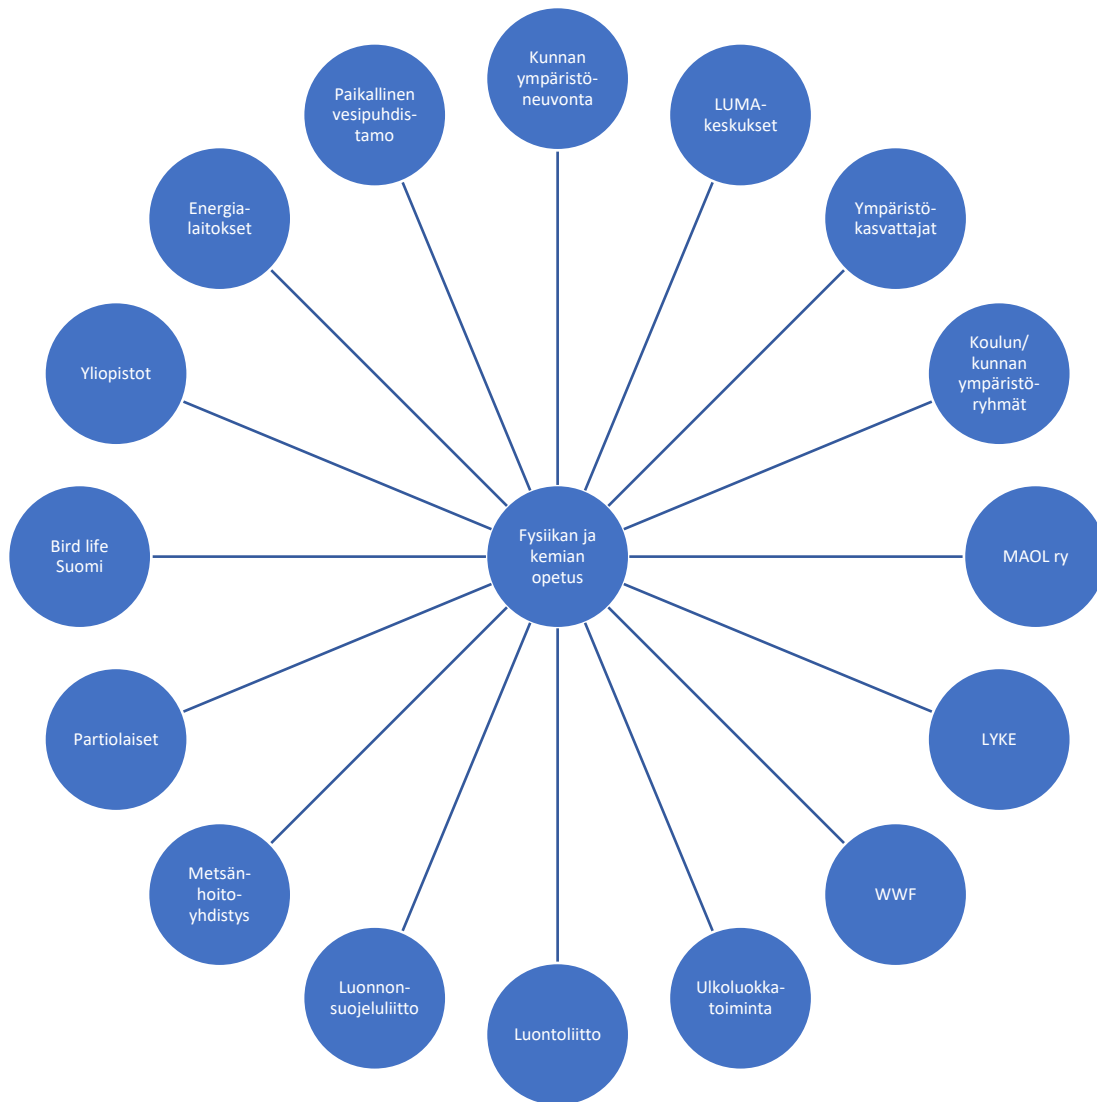 Kunnan
ympäristö-
neuvonta
LUMA-
keskukset
Ympäristö-
kasvattajat
Koulun/
kunnan
ympäristö-
ryhmät
MAOL ry
LYKE
WWF
Ulkoluokka-
toiminta
Luontoliitto
Luonnon-
suojeluliitto
Metsän-
hoito-
yhdistys
Partiolaiset
Bird life
Suomi
Yliopistot
Energia-
laitokset
Paikallinen
vesipuhdis-
tamo
Fysiikan ja
kemian
opetus